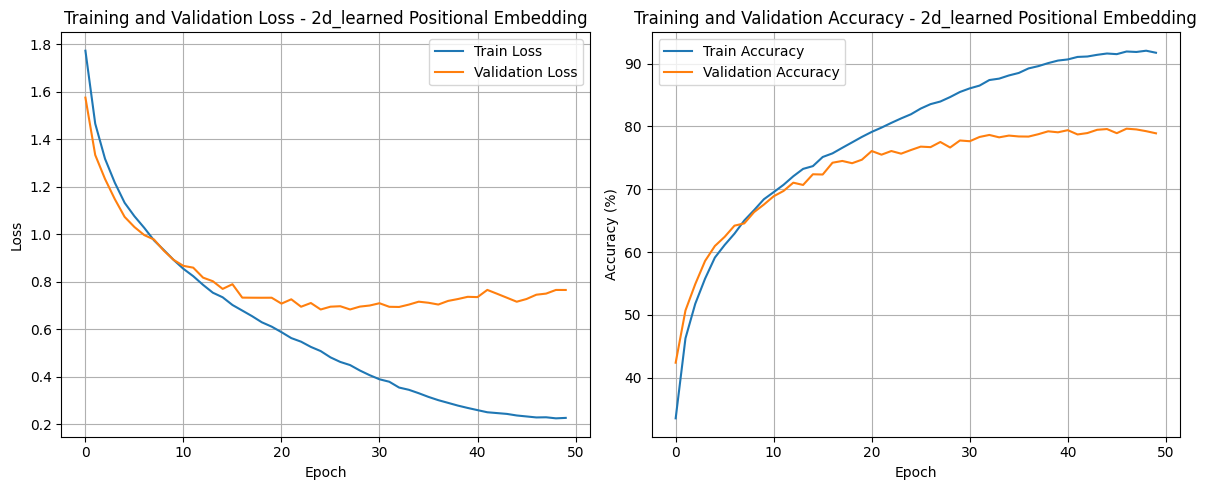 Training and Validation Loss - 2d_learned Positional Embedding
1.8
1.6
1.4
1.2
1.0
0.8
0.6
0.4
0.2
Loss
Train Loss
Validation Loss
0
10
20
30
40
50
Epoch
Training and Validation Accuracy - 2d_learned Positional Embedding
90
80
70
60
50
40
Accuracy (%)
Train Accuracy
Validation Accuracy
0
10
20
30
40
50
Epoch